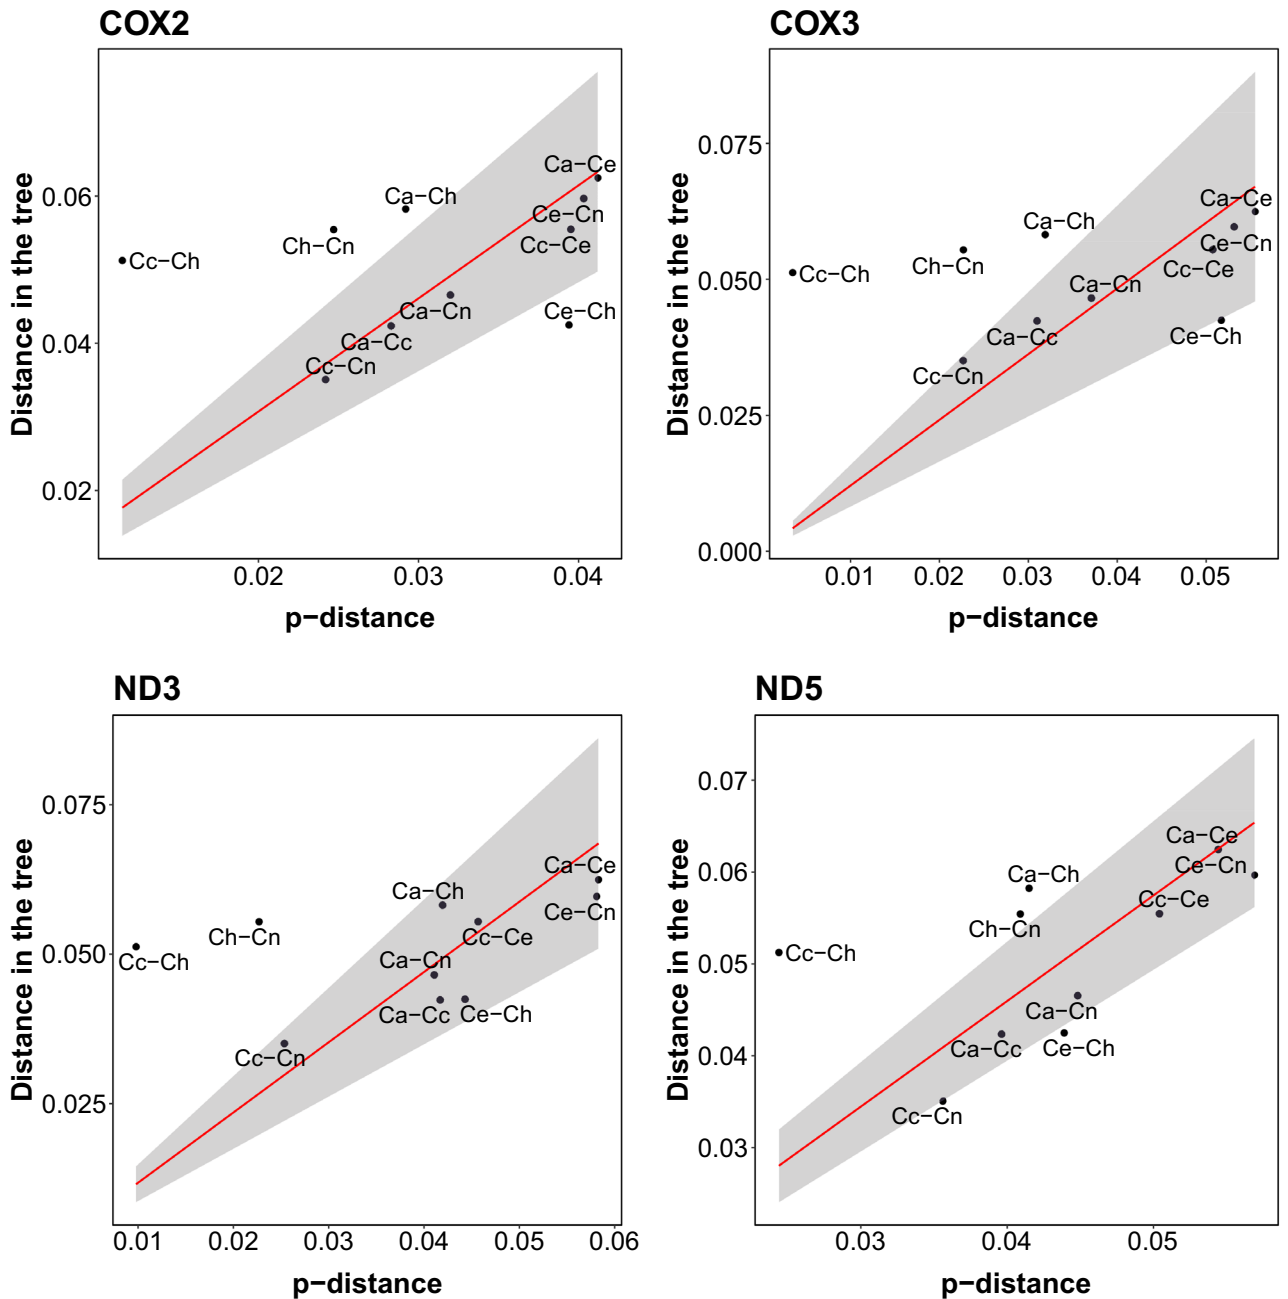 COX2
Distance in the tree
0.06
0.04
0.02
Ca−Ce
Ca−Ch
Ce−Cn
Ch−Cn
Cc−Ce
Cc−Ch
Ca−Cn
Ce−Ch
Ca−Cc
Cc−Cn
0.02 0.03 0.04
p−distance
COX3
Distance in the tree
0.075
0.050
0.025
0.000
Ca−Ce
Ca−Ch
Ce−Cn
Ch−Cn
Cc−Ce
Cc−Ch
Ca−Cn
Ca−Cc
Ce−Ch
Cc−Cn
0.01 0.02 0.03 0.04 0.05
p−distance
ND3
Distance in the tree
0.075
0.050
0.025
Ca−Ce
Ca−Ch
Ce−Cn
Ch−Cn
Cc−Ce
Cc−Ch
Ca−Cn
Ca−Cc
Ce−Ch
Cc−Cn
0.01 0.02 0.03 0.04 0.05 0.06
p−distance
ND5
Distance in the tree
0.07
0.06
0.05
0.04
0.03
Ca−Ce
Ce−Cn
Ca−Ch
Cc−Ce
Ch−Cn
Cc−Ch
Ca−Cn
Ca−Cc
Ce−Ch
Cc−Cn
0.03 0.04 0.05
p−distance